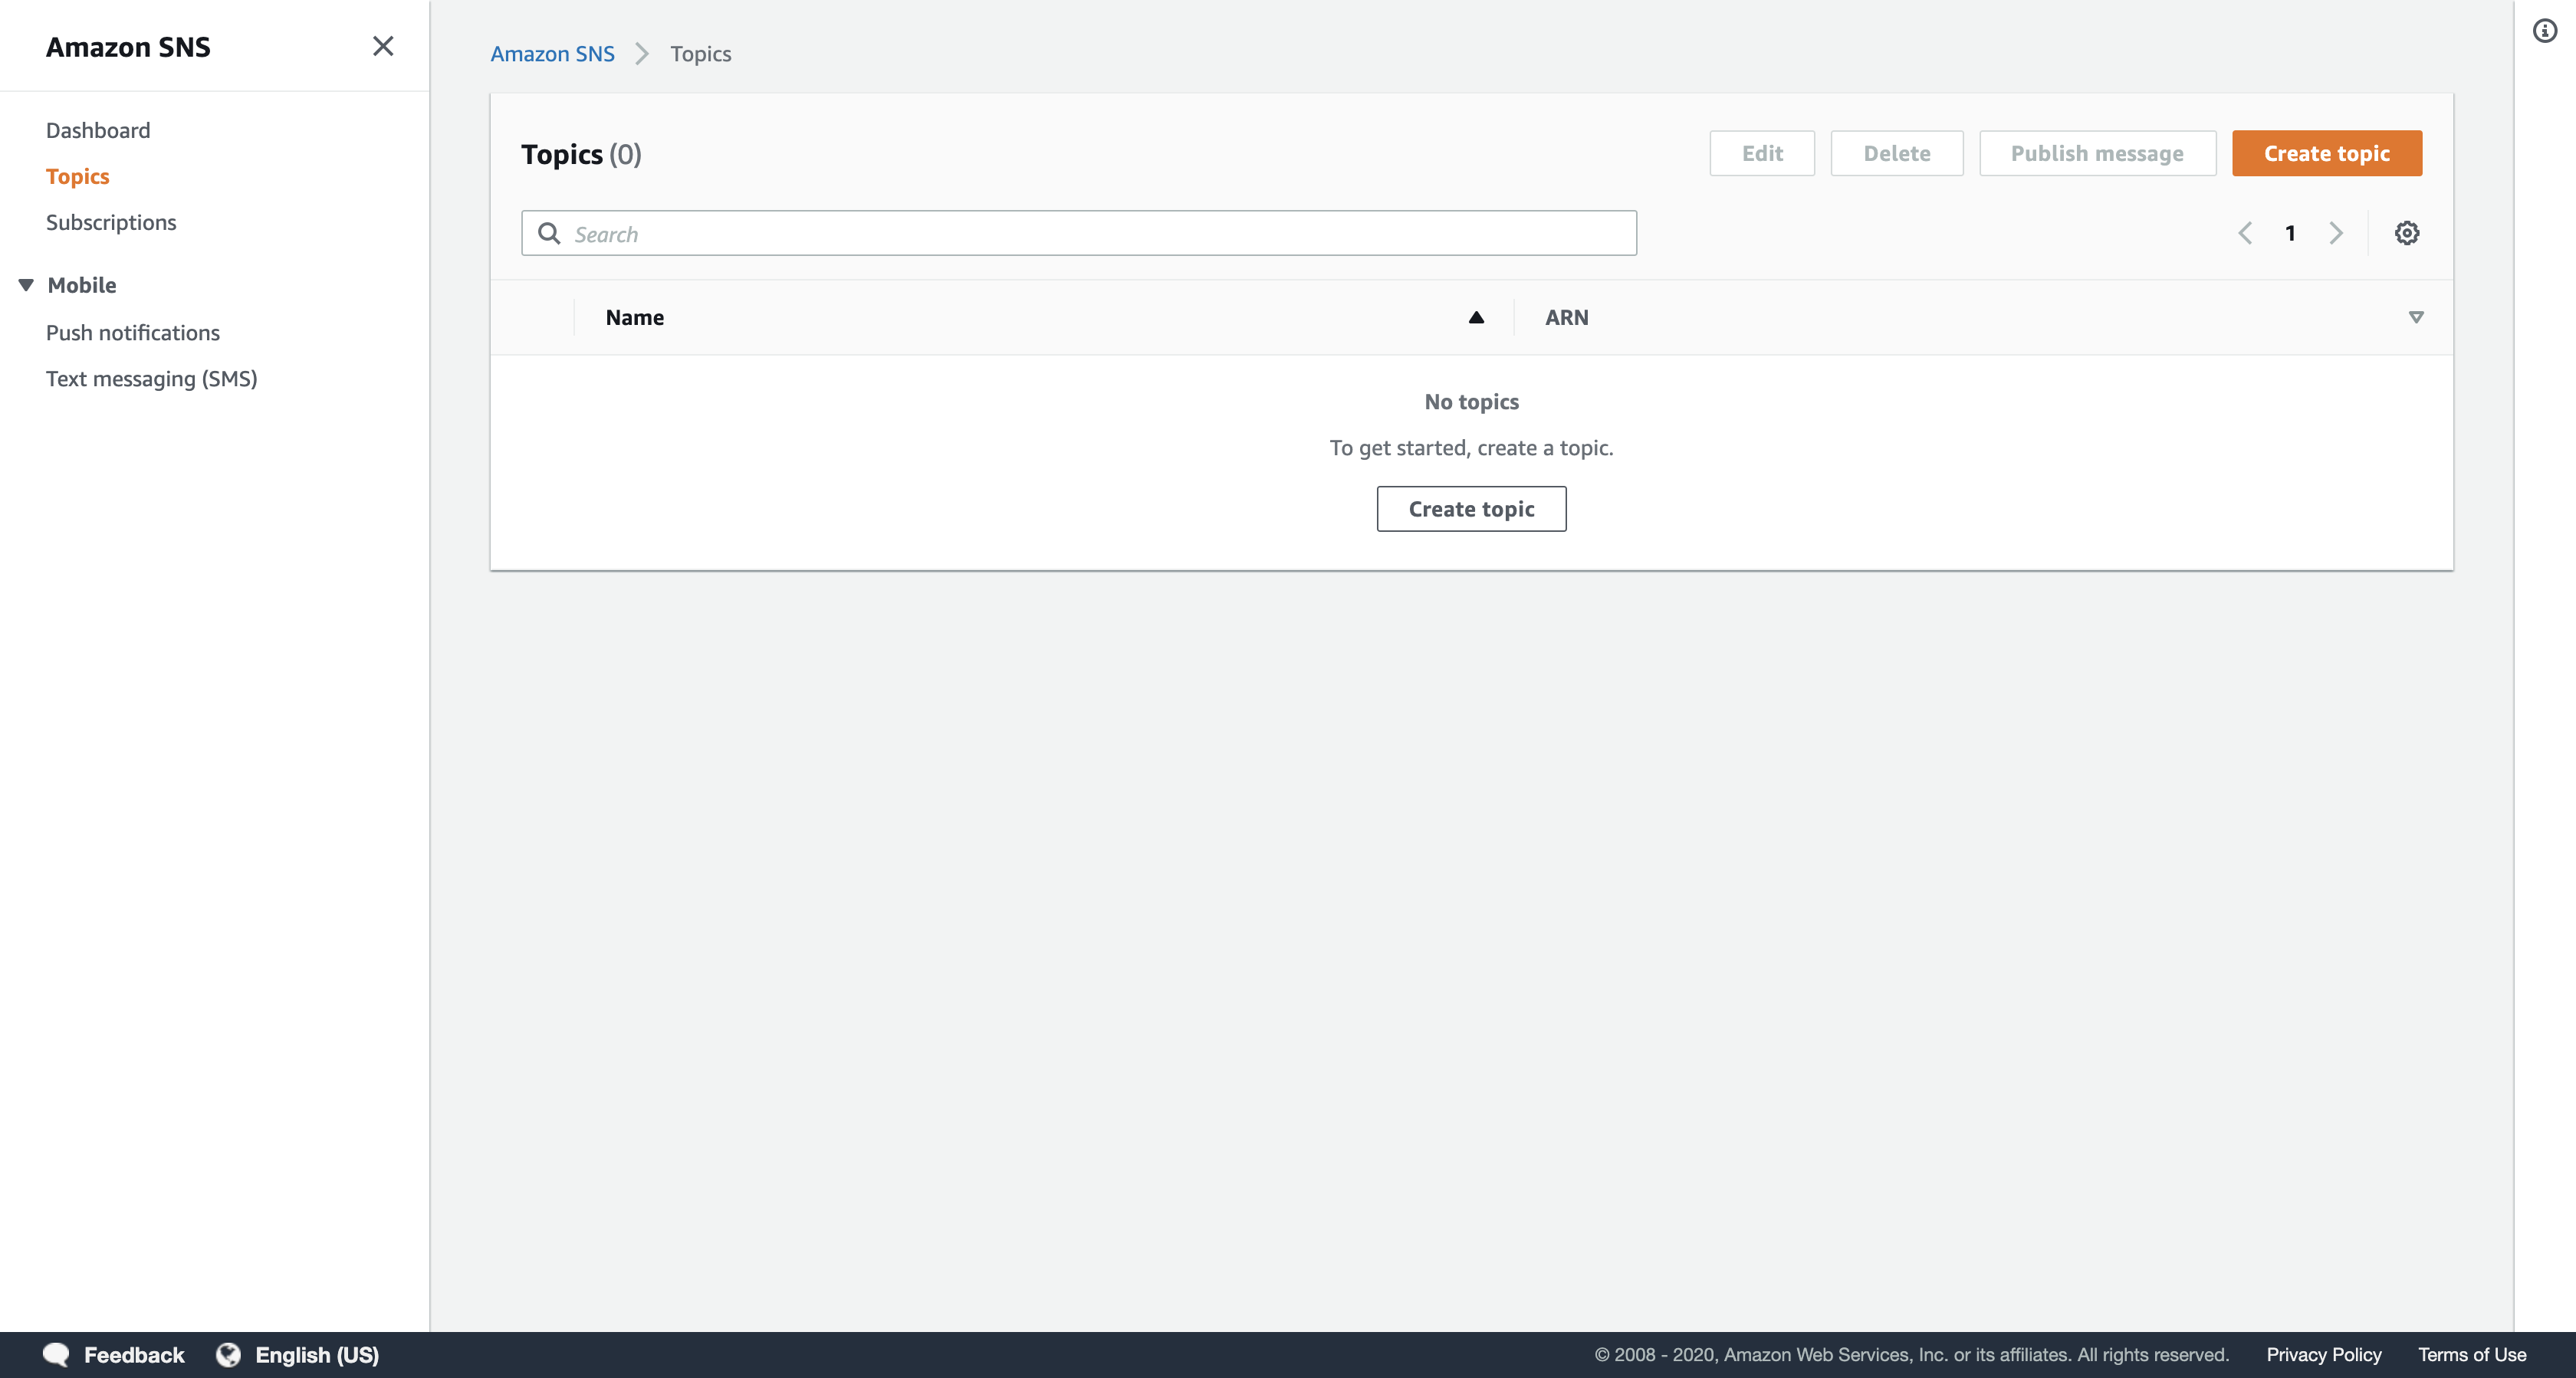 Amazon SNS
Dashboard
Topics
Subscriptions
Mobile
Push notifications
Text messaging (SMS)
Amazon SNS Topics
Topics (0)
Edit Delete Publish message Create topic
Search
1
Name ARN
No topics
To get started, create a topic.
Create topic
Feedback English (US) © 2008 - 2020, Amazon Web Services, Inc. or its affiliates. All rights reserved. Privacy Policy Terms of Use